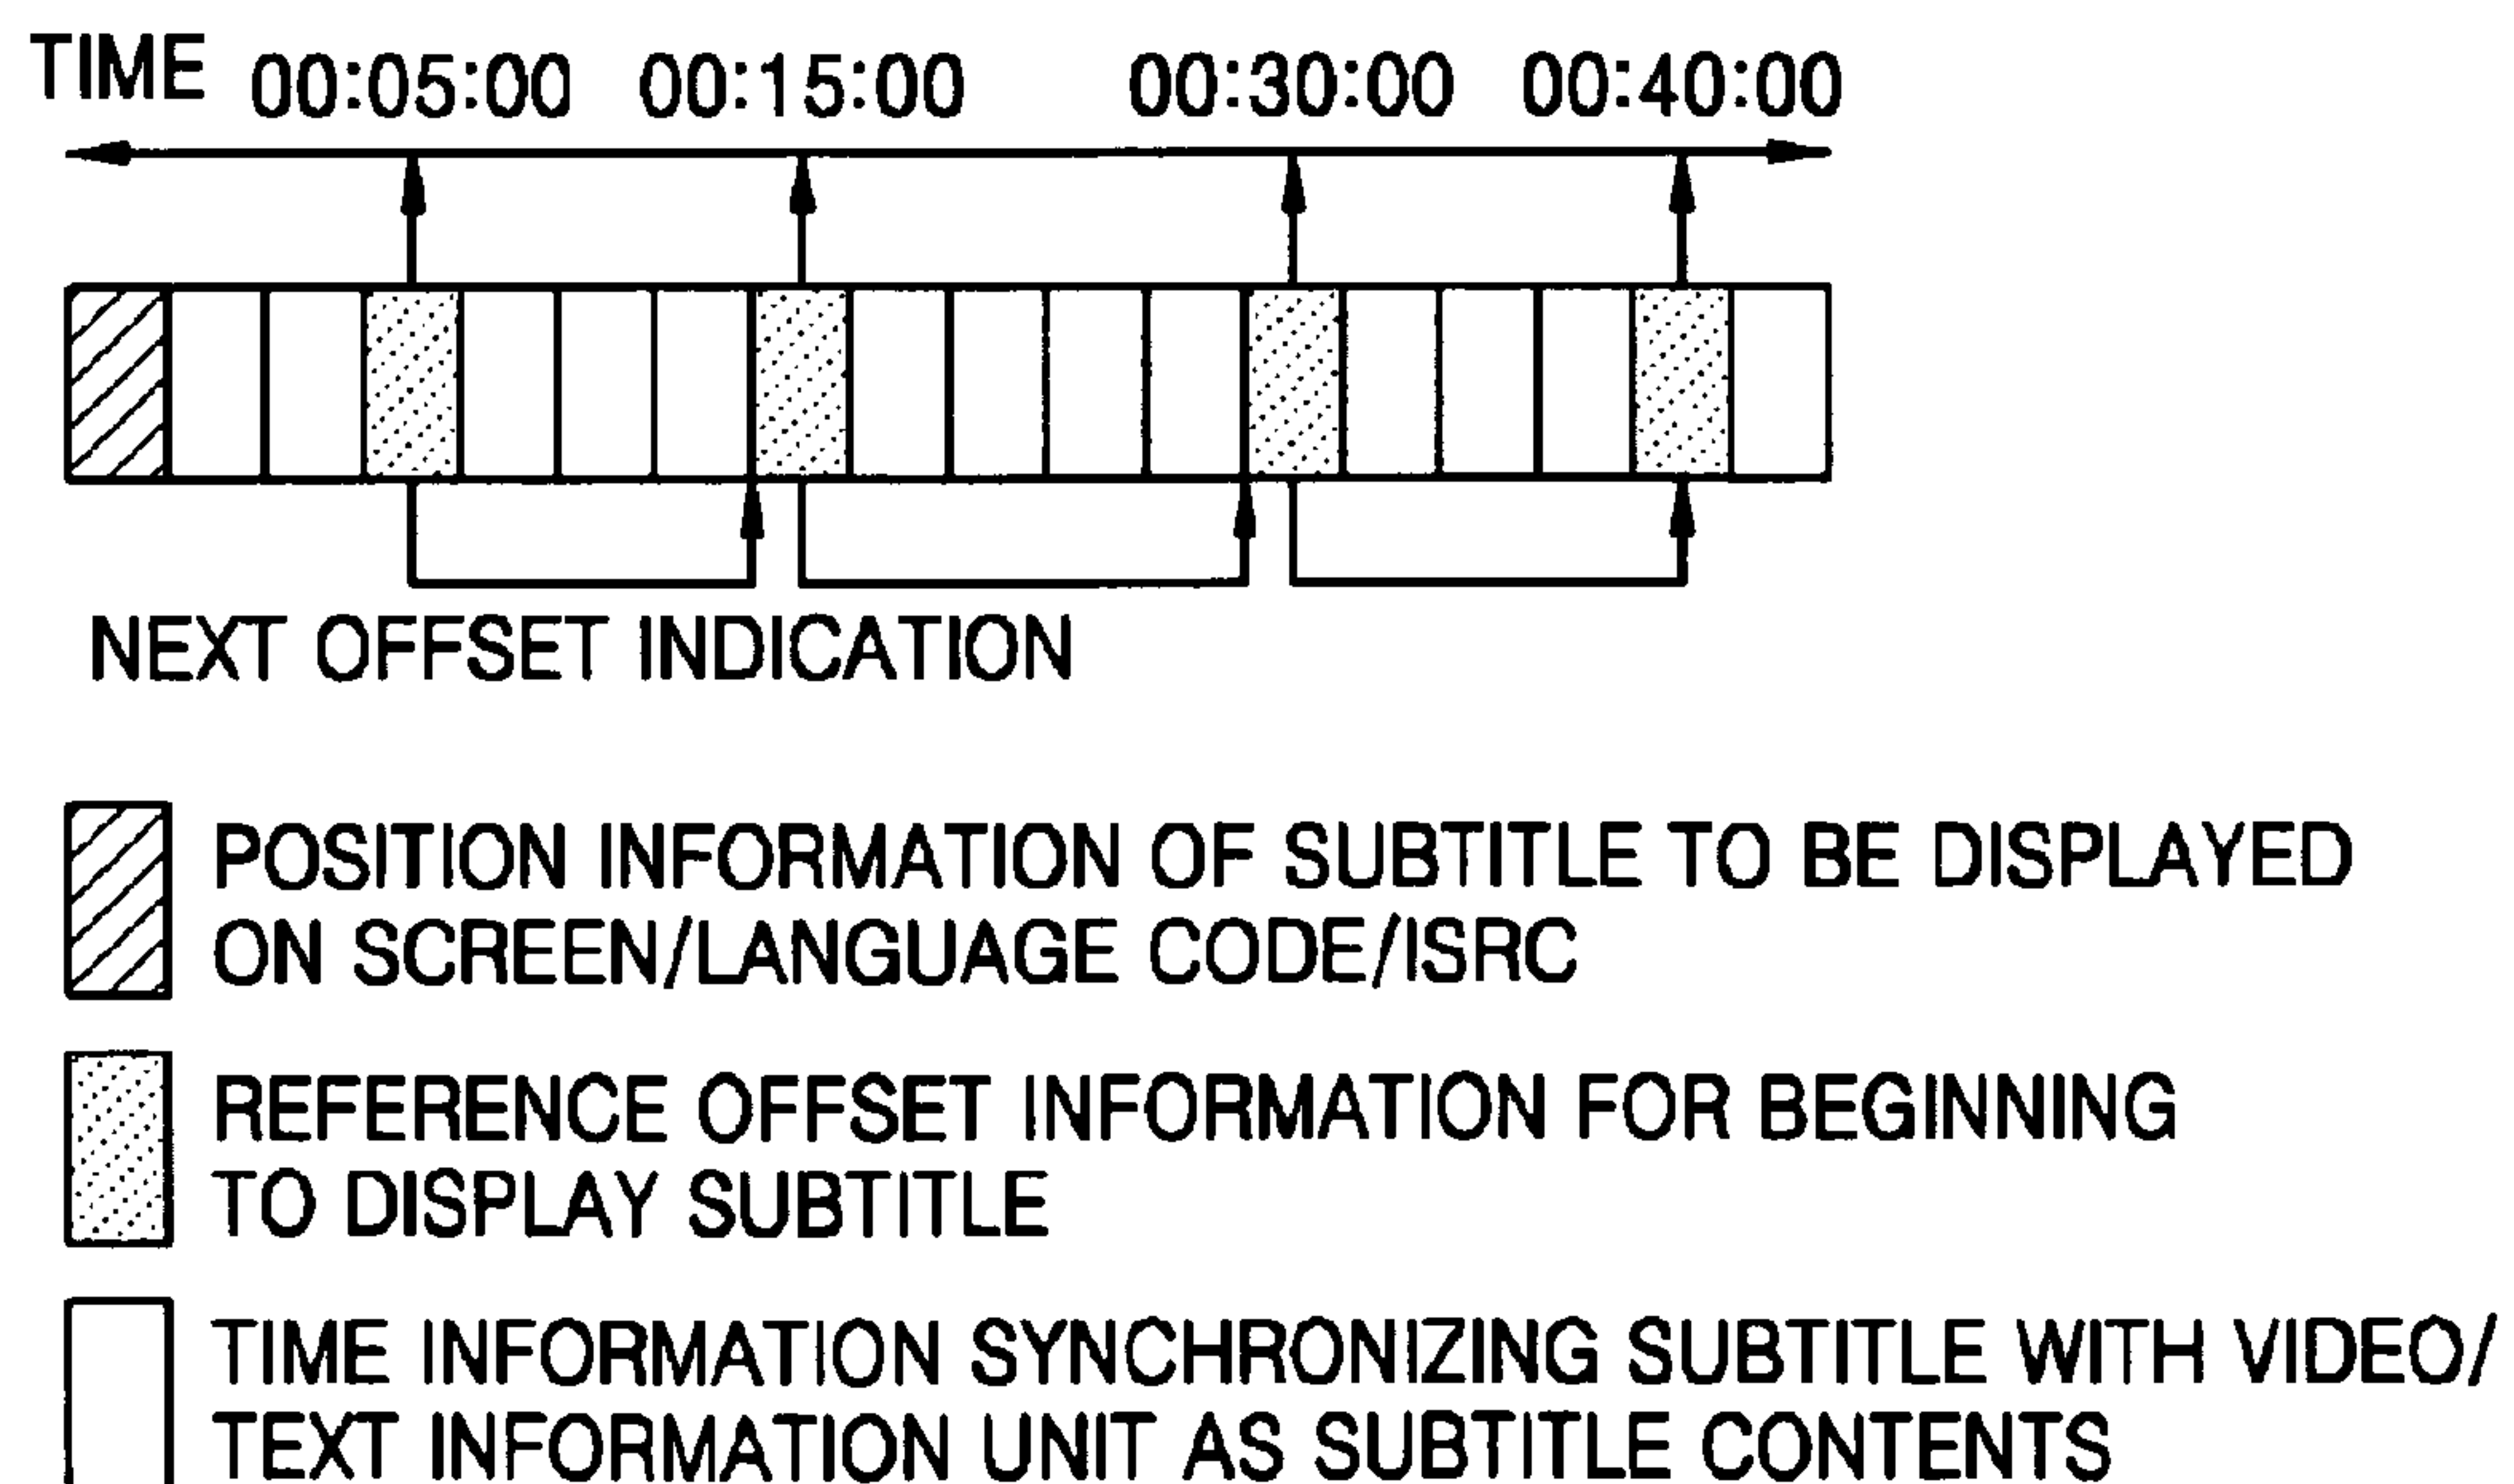 TIME 00:05:00 00:15:00 00:30:00 00:40:00
NEXT OFFSET INDICATION
POSITION INFORMATION OF SUBTITLE TO BE DISPLAYED
ON SCREEN/LANGUAGE CODE/ISRC
REFERENCE OFFSET INFORMATION FOR BEGINNING
TO DISPLAY SUBTITLE
TIME INFORMATION SYNCHRONIZING SUBTITLE WITH VIDEO/
TEXT INFORMATION UNIT AS SUBTITLE CONTENTS